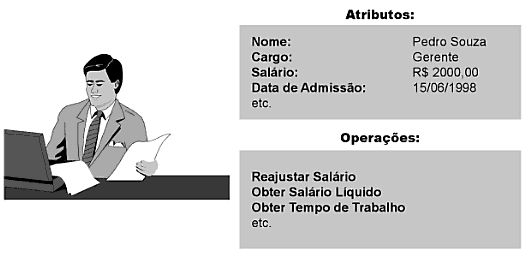 Atributos:
Nome: Pedro Souza
Cargo: Gerente
Salário: R$ 2000,00
Data de Admissão: 15/06/1998
etc.
Operações:
Reajustar Salário
Obter Salário Líquido
Obter Tempo de Trabalho
etc.